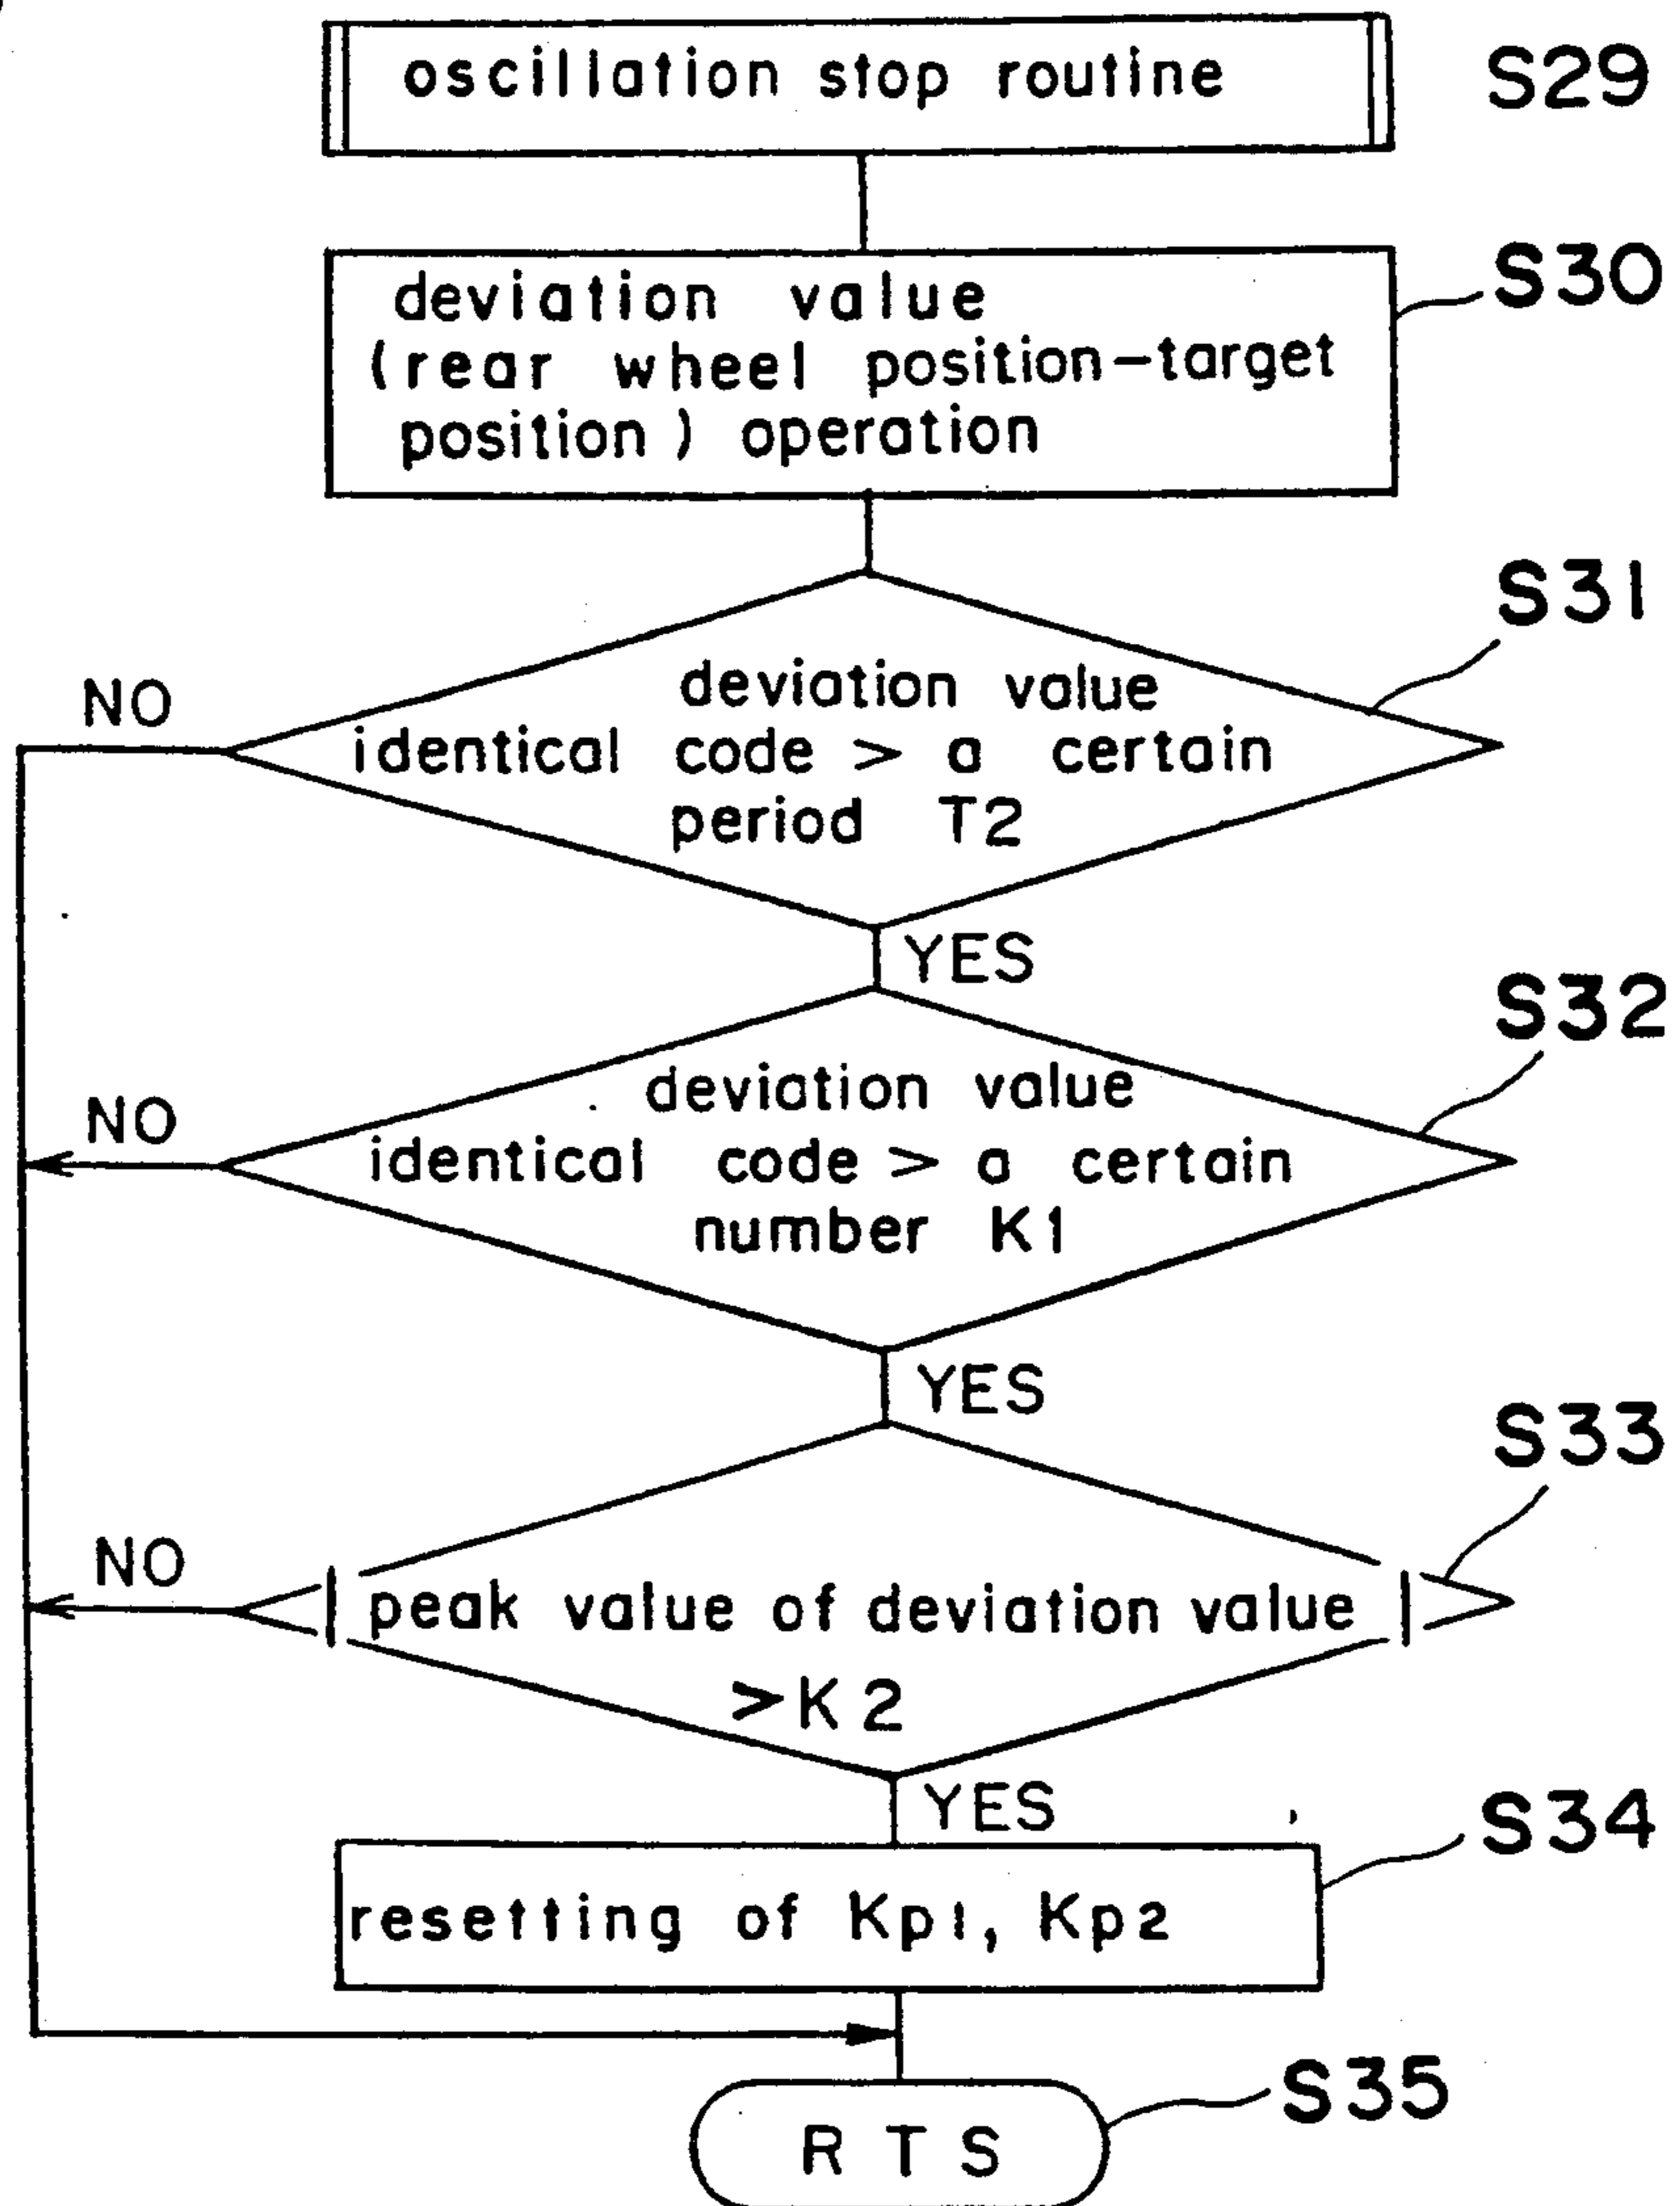 oscillation stop routine
S29
deviation value
(rear wheel position-target
position) operation
S30
S31
deviation value
identical code > a certain
period T2
NO
YES
S32
deviation value
identical code > a certain
number K1
NO
YES
S33
| peak value of deviation value |
>K2
NO
YES
S34
resetting of Kp1, Kp2
S35
RTS